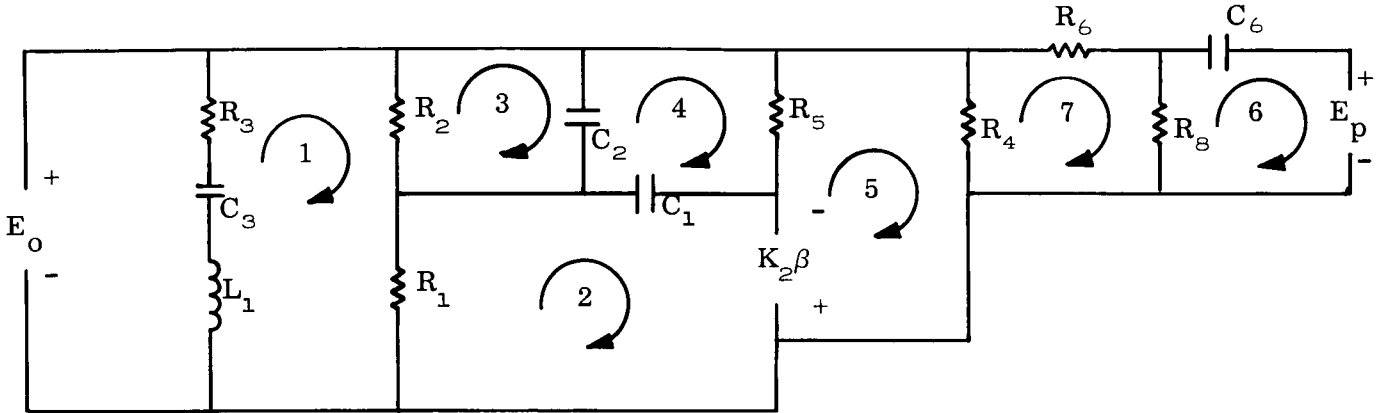 R₆
C₆
R₃
1
R₂
3
C₂
4
R₅
R₄
7
R₈
6
+
Eₚ
-
+
Eₒ
-
C₃
C₁
-
5
L₁
R₁
2
K₂β
+